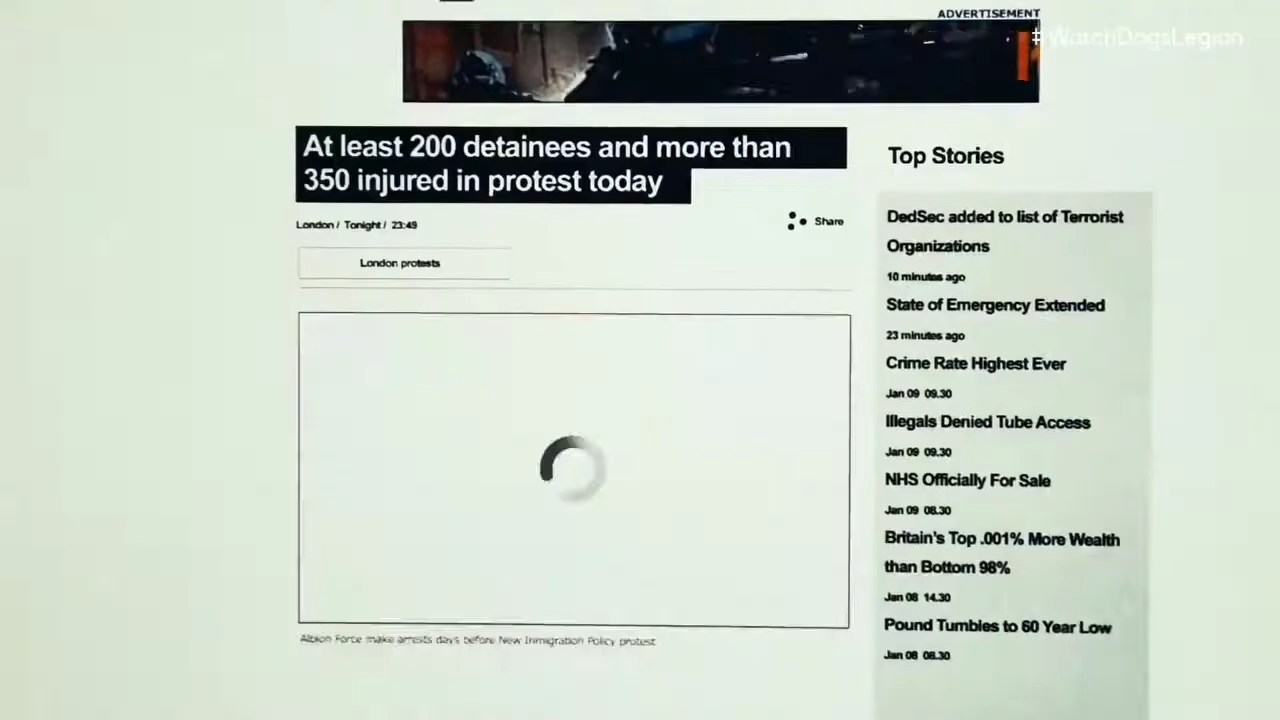 ADVERTISEMENT
#WatchDogsLegion
At least 200 detainees and more than
350 injured in protest today
London / Tonight / 23:49
Share
London protests
Albion Force make arrests days before New Inmigration Policy protest
Top Stories
DedSec added to list of Terrorist
Organizations
10 minutes ago
State of Emergency Extended
23 minutes ago
Crime Rate Highest Ever
Jan 09 09.30
Illegals Denied Tube Access
Jan 09 09.30
NHS Officially For Sale
Jan 09 08.30
Britain's Top .001% More Wealth
than Bottom 98%
Jan 08 14.30
Pound Tumbles to 60 Year Low
Jan 08 08.30